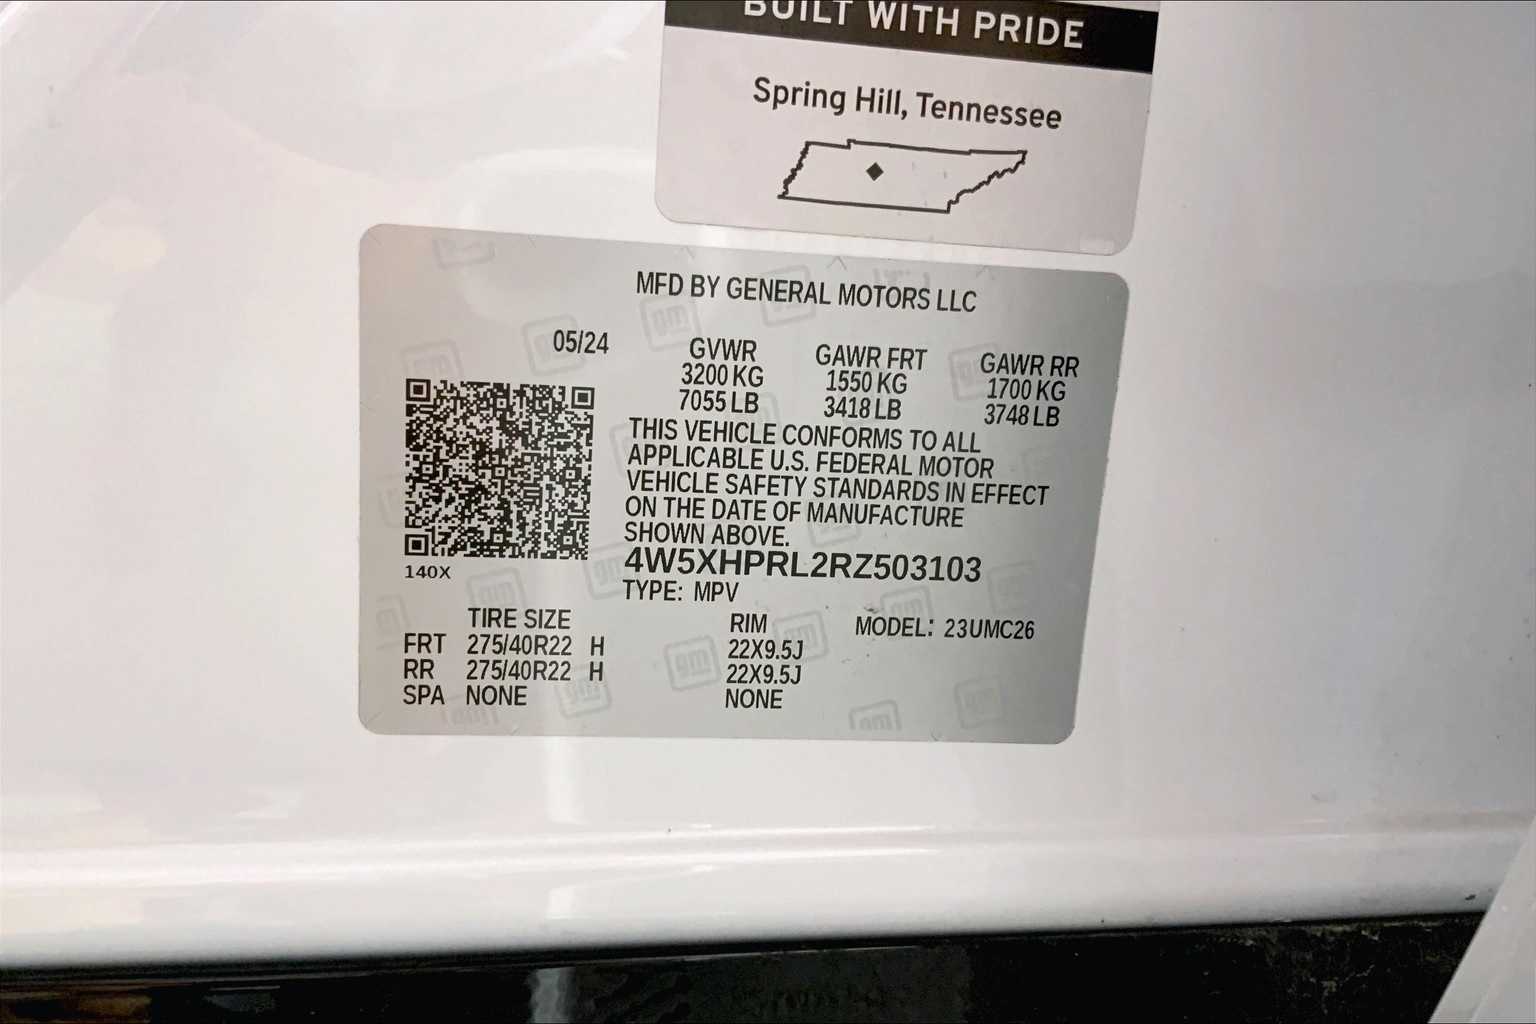 BUILT WITH PRIDE
Spring Hill, Tennessee
MFD BY GENERAL MOTORS LLC
05/24
GVWR GAWR FRT GAWR RR
3200 KG 1550 KG 1700 KG
7055 LB 3418 LB 3748 LB
THIS VEHICLE CONFORMS TO ALL
APPLICABLE U.S. FEDERAL MOTOR
VEHICLE SAFETY STANDARDS IN EFFECT
ON THE DATE OF MANUFACTURE
SHOWN ABOVE.
4W5XHPRL2RZ503103
140X
TYPE: MPV
TIRE SIZE RIM MODEL: 23UMC26
FRT 275/40R22 H 22X9.5J
RR 275/40R22 H 22X9.5J
SPA NONE NONE